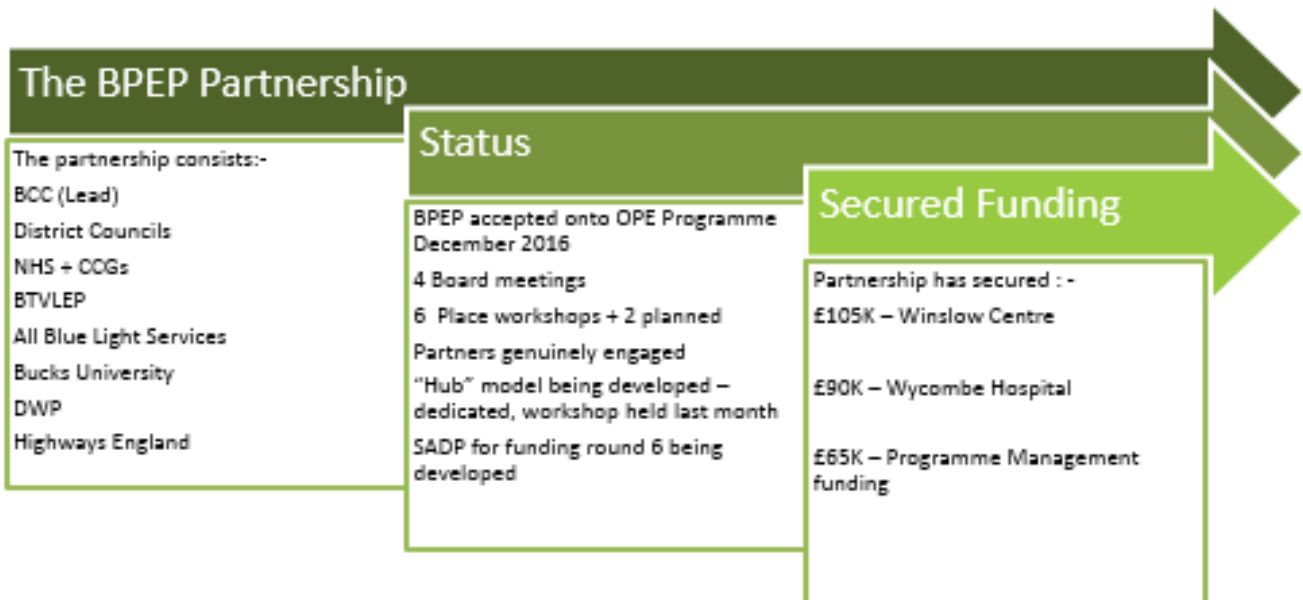 The BPEP Partnership
The partnership consists:-
BCC (Lead)
District Councils
NHS + CCGs
BTVLEP
All Blue Light Services
Bucks University
DWP
Highways England
Status
BPEP accepted onto OPE Programme
December 2016
4 Board meetings
6 Place workshops + 2 planned
Partners genuinely engaged
“Hub” model being developed –
dedicated, workshop held last month
SADP for funding round 6 being
developed
Secured Funding
Partnership has secured : -
£105K – Winslow Centre
£90K – Wycombe Hospital
£65K – Programme Management
funding